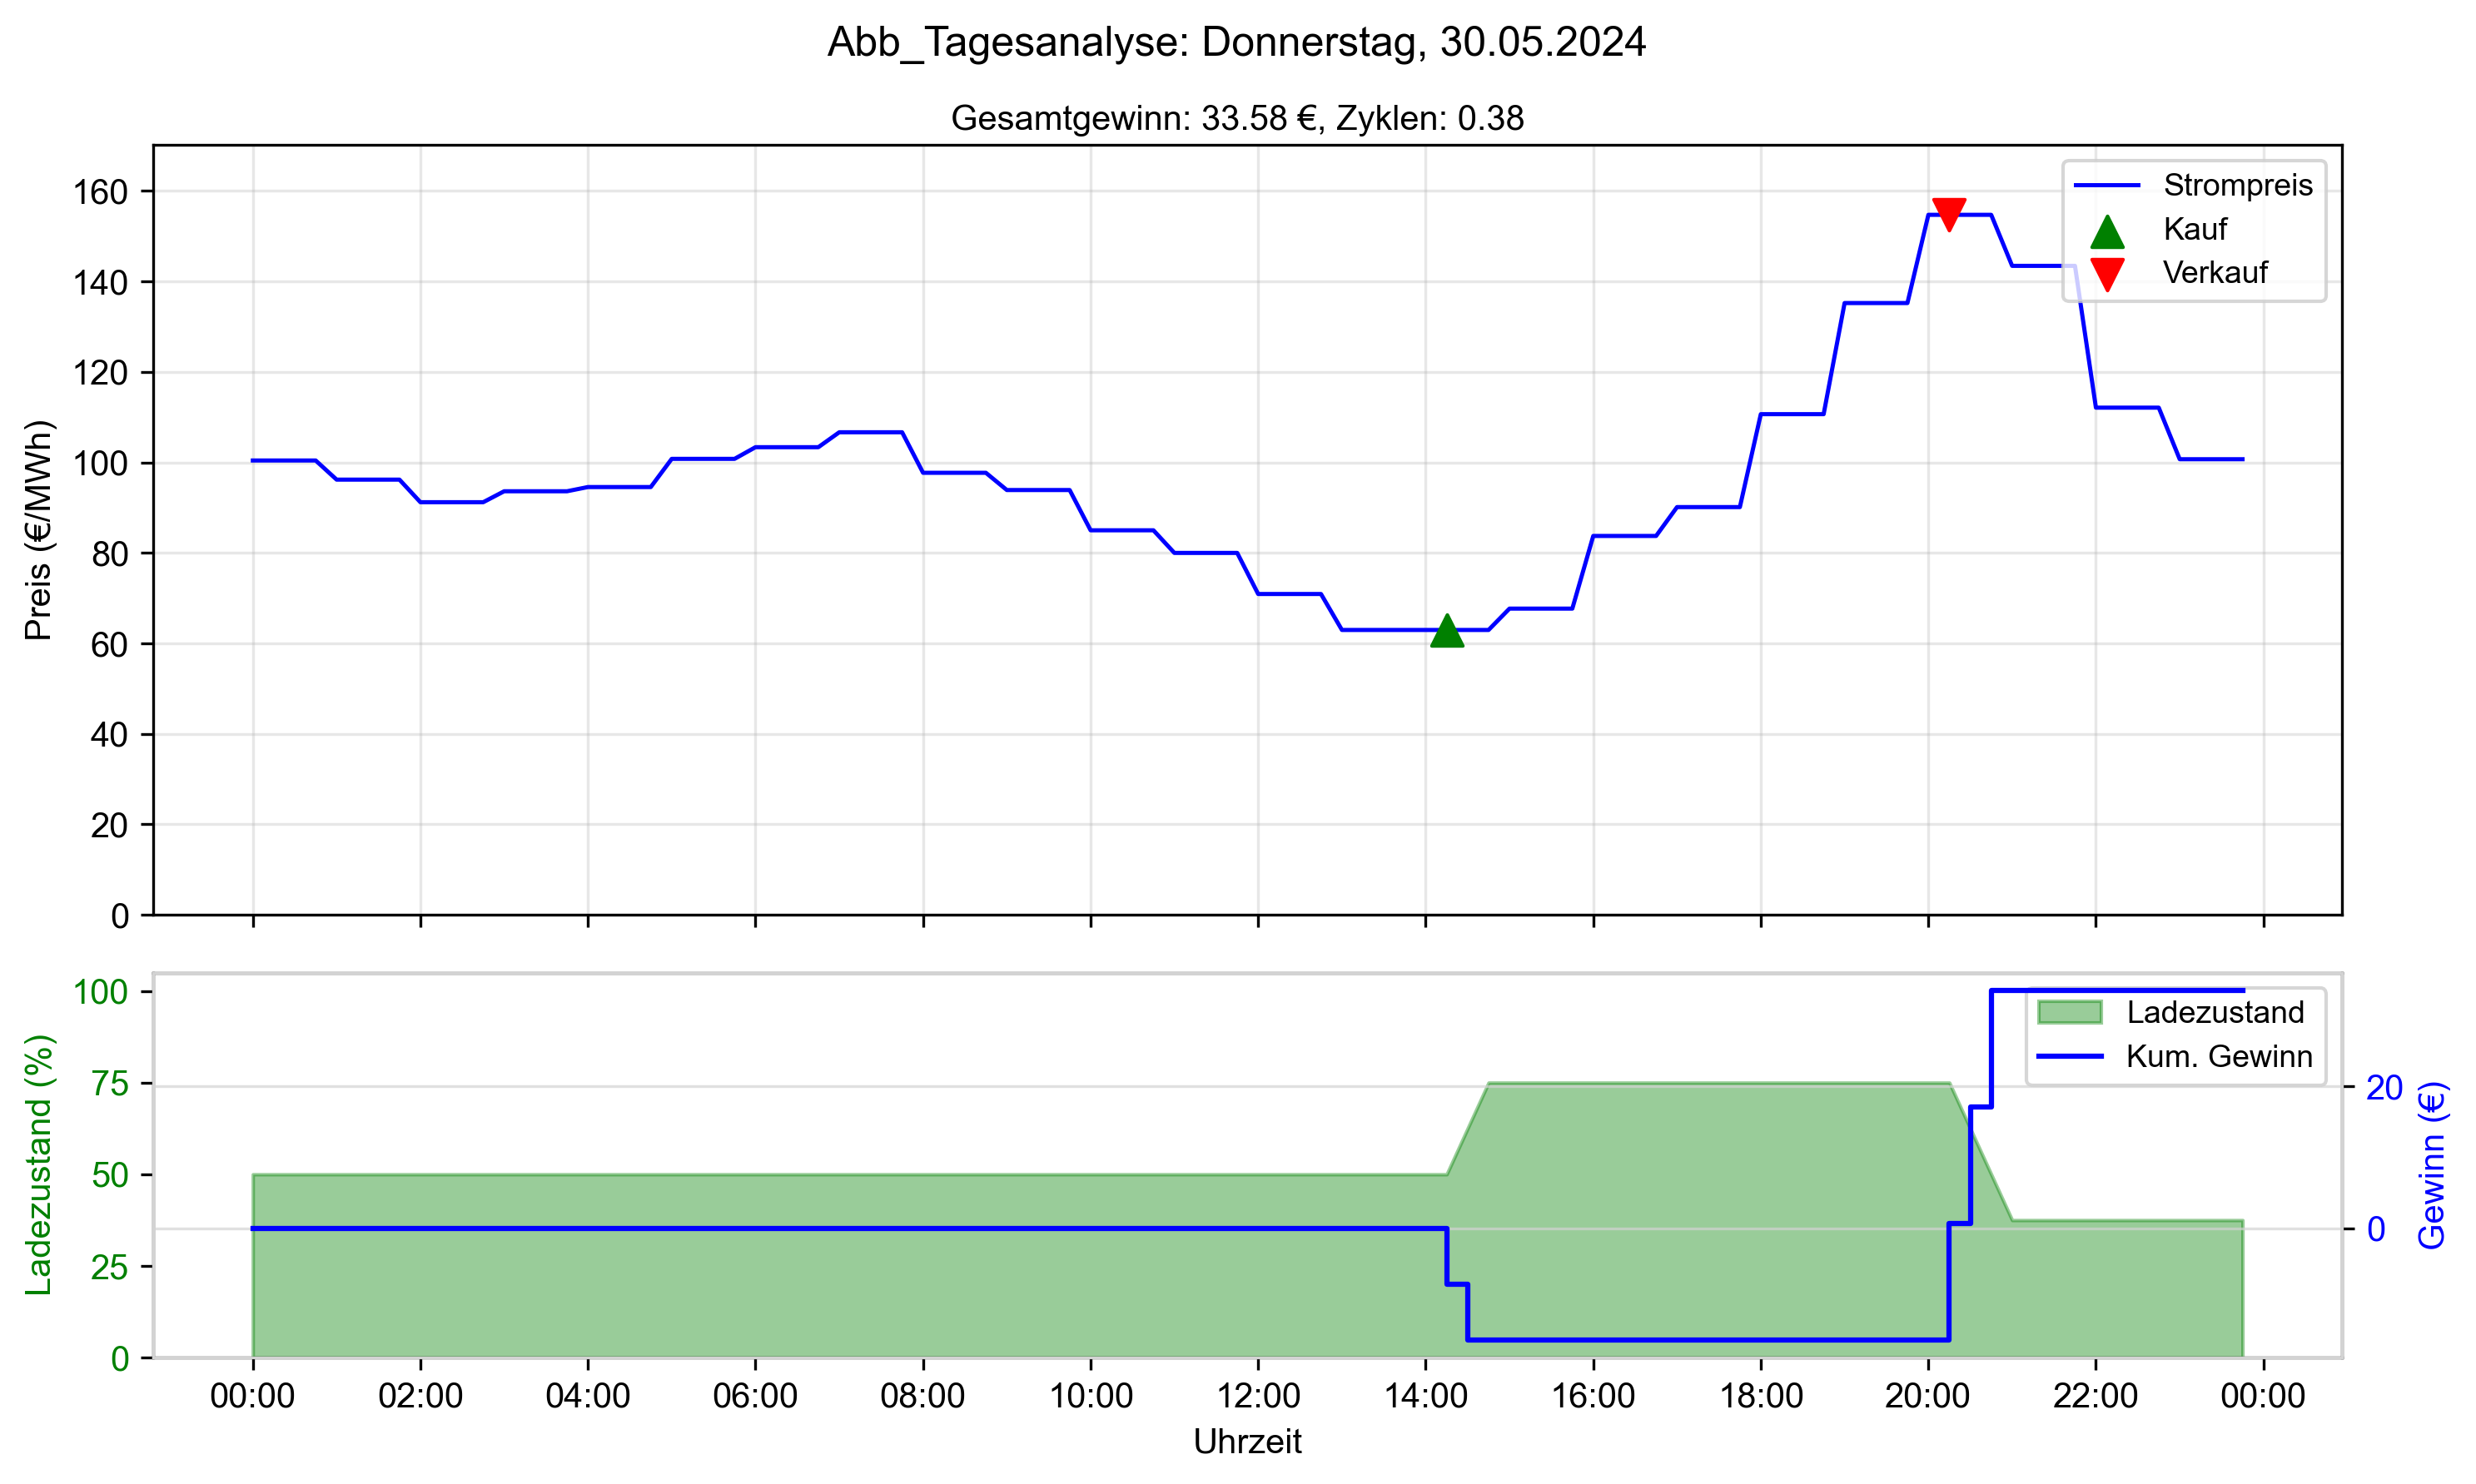 Abb_Tagesanalyse: Donnerstag, 30.05.2024
Gesamtgewinn: 33.58 €, Zyklen: 0.38
Preis (€/MWh)
160
140
120
100
80
60
40
20
0
Strompreis
Kauf
Verkauf
Ladezustand (%)
100
75
50
25
0
Ladezustand
Kum. Gewinn
20
0
Gewinn (€)
00:00 02:00 04:00 06:00 08:00 10:00 12:00 14:00 16:00 18:00 20:00 22:00 00:00
Uhrzeit